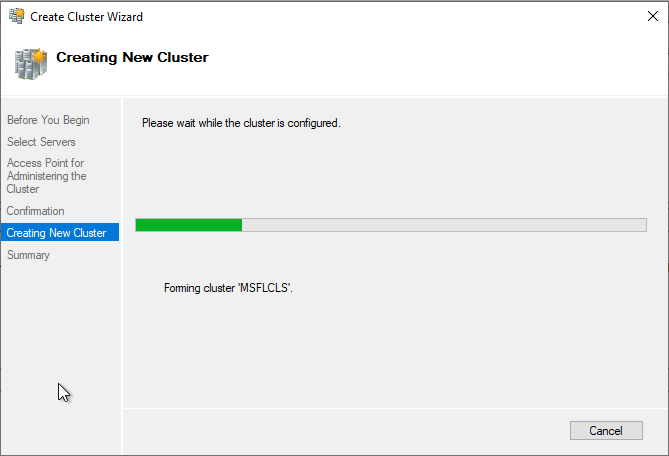 Create Cluster Wizard
Creating New Cluster
Before You Begin
Select Servers
Access Point for
Administering the
Cluster
Confirmation
Creating New Cluster
Summary
Please wait while the cluster is configured.
Forming cluster 'MSFLCLS'.
Cancel